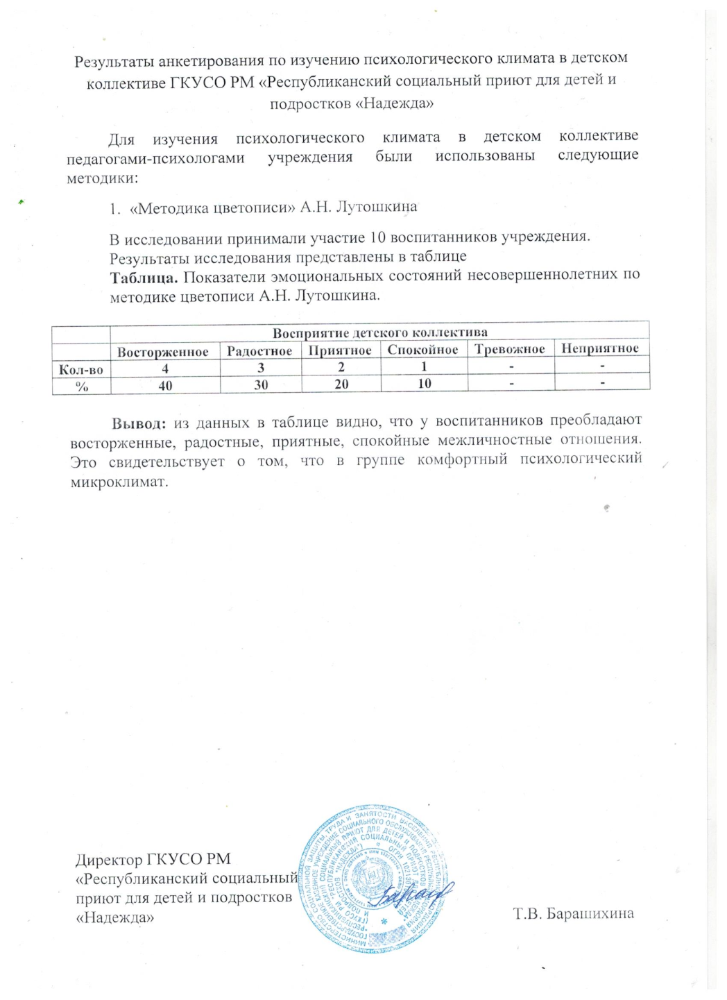 Результаты анкетирования по изучению психологического климата в детском
коллективе ГКУСО РМ «Республиканский социальный приют для детей и
подростков «Надежда»
Для изучения психологического климата в детском коллективе
педагогами-психологами учреждения были использованы следующие
методики:
1. «Методика цветописи» А.Н. Лутошкина
В исследовании принимали участие 10 воспитанников учреждения.
Результаты исследования представлены в таблице
Таблица. Показатели эмоциональных состояний несовершеннолетних по
методике цветописи А.Н. Лутошкина.
Восприятие детского коллектива
Восторженное Радостное Приятное Спокойное Тревожное Неприятное
Кол-во 4 3 2 1 - -
% 40 30 20 10 - -
Вывод: из данных в таблице видно, что у воспитанников преобладают
восторженные, радостные, приятные, спокойные межличностные отношения.
Это свидетельствует о том, что в группе комфортный психологический
микроклимат.
Директор ГКУСО РМ
«Республиканский социальный
приют для детей и подростков
«Надежда»
Т.В. Барашихина